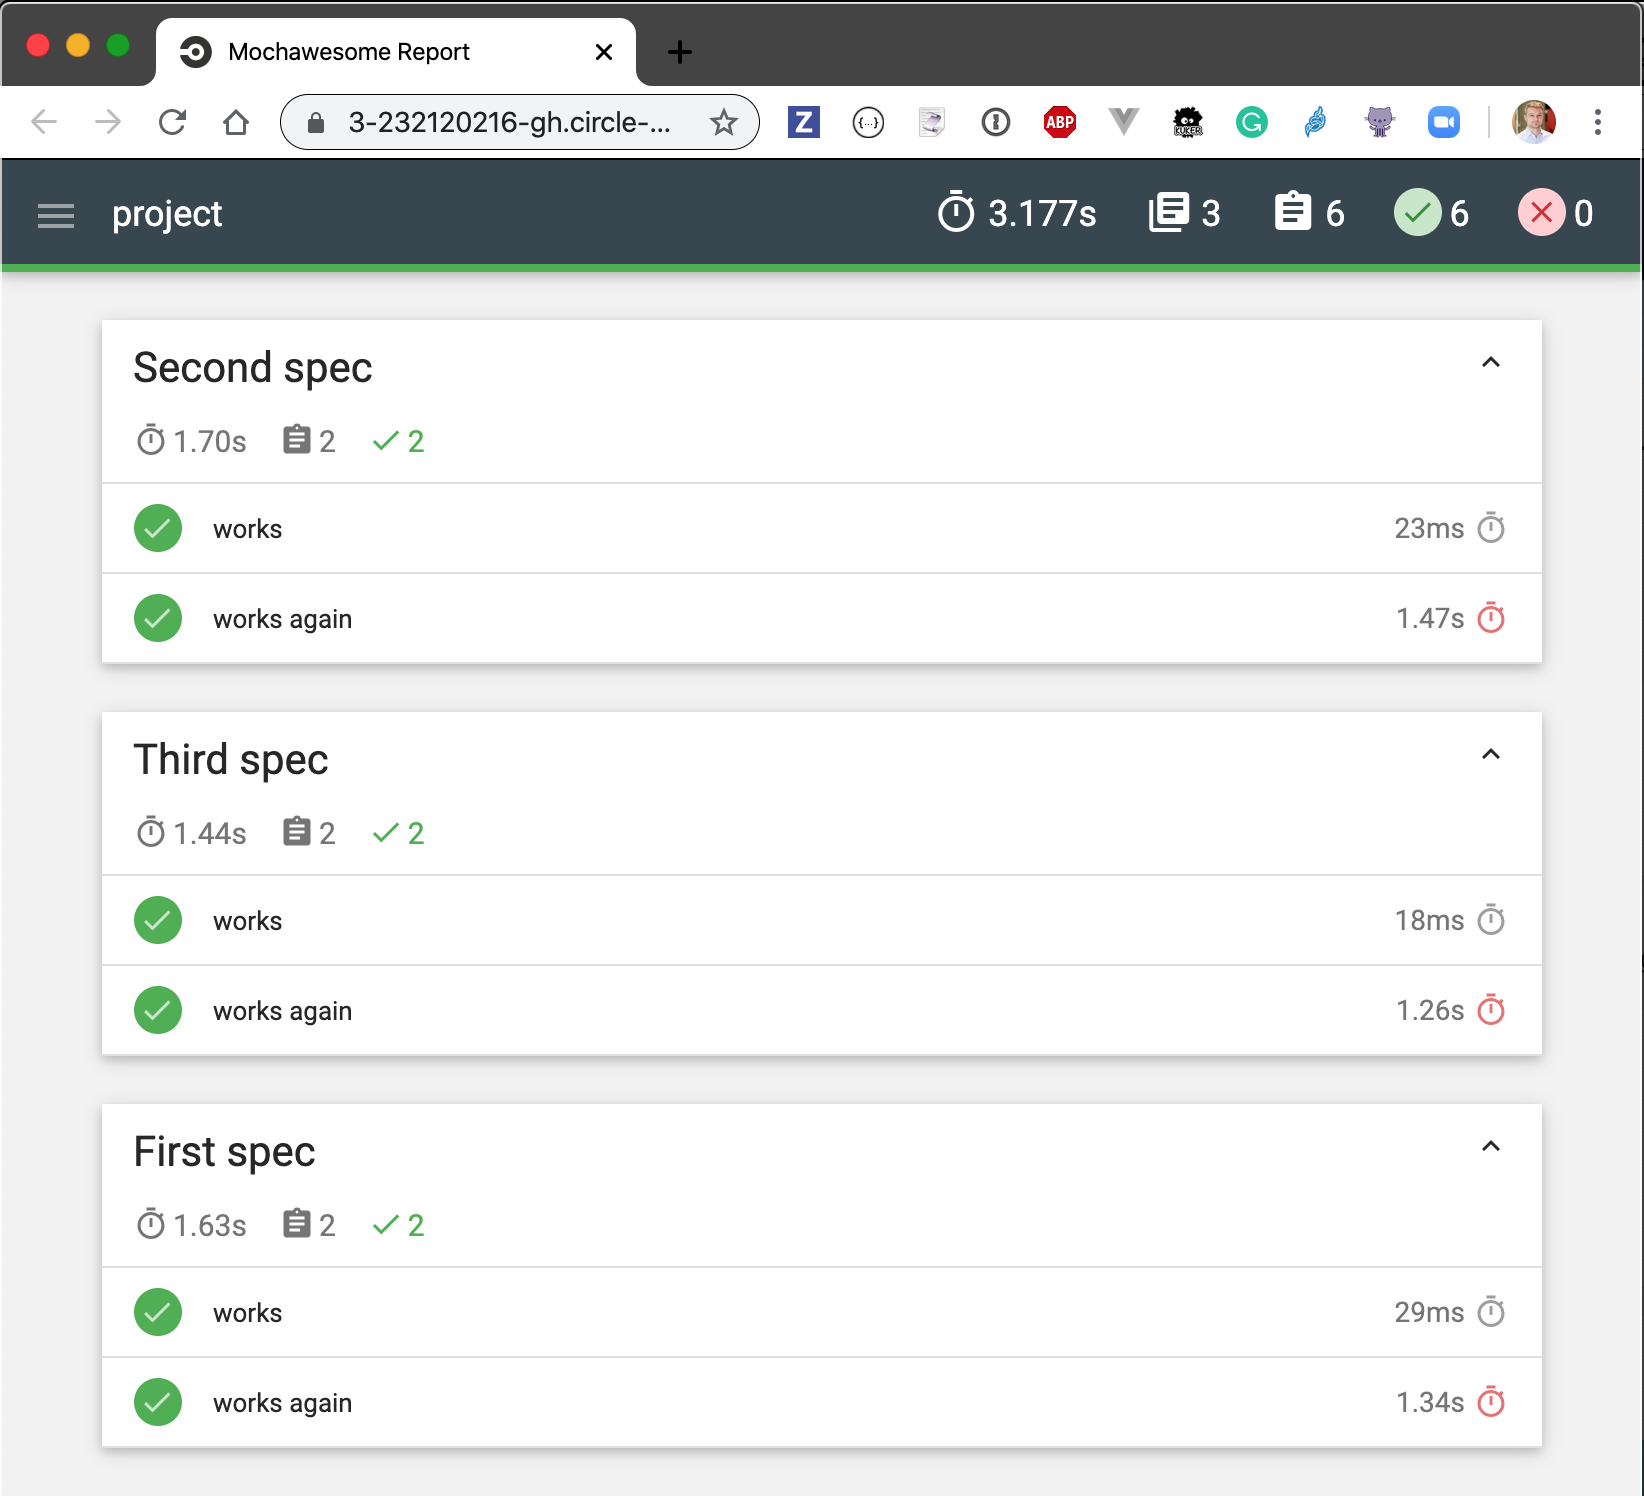 Mochawesome Report
3-232120216-gh.circle-...
Z
{...}
ABP
KUKER
G
project
3.177s 3 6 6 0
Second spec
1.70s 2 2
works 23ms
works again 1.47s
Third spec
1.44s 2 2
works 18ms
works again 1.26s
First spec
1.63s 2 2
works 29ms
works again 1.34s